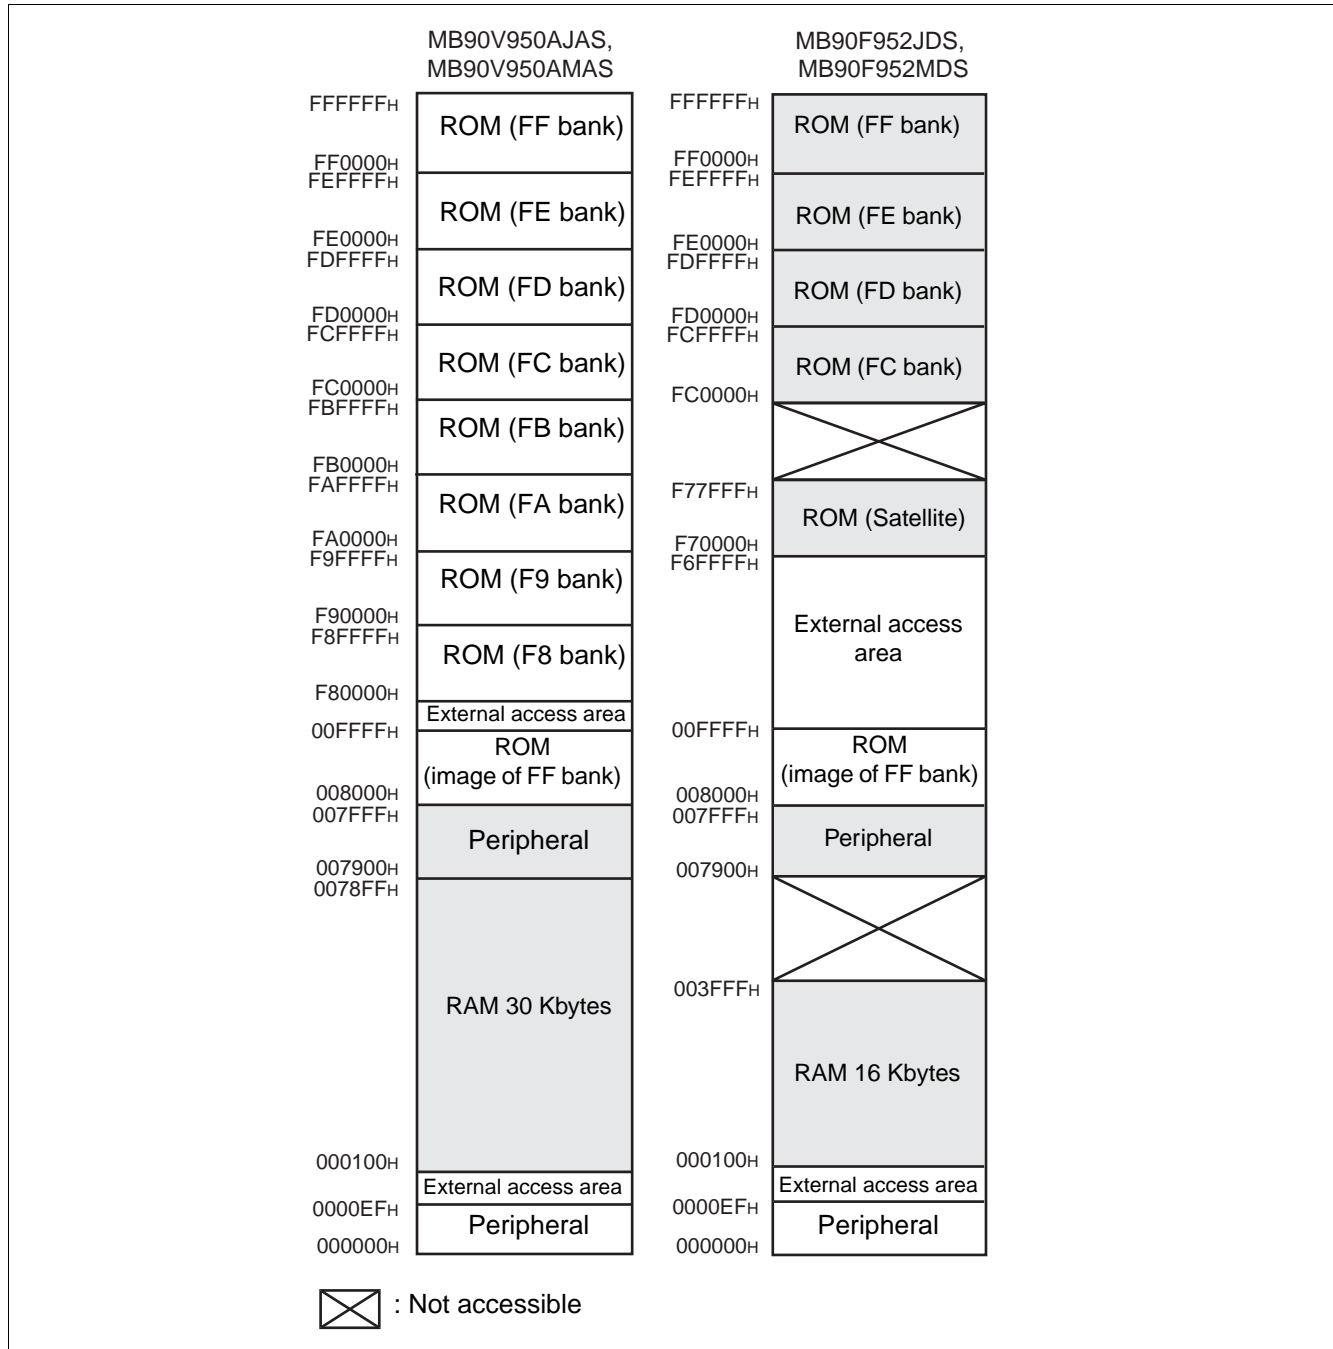 MB90V950AJAS,
MB90V950AMAS
FFFFFFH
ROM (FF bank)
FF0000H
FEFFFFH
ROM (FE bank)
FE0000H
FDFFFFH
ROM (FD bank)
FD0000H
FCFFFFH
ROM (FC bank)
FC0000H
FBFFFFH
ROM (FB bank)
FB0000H
FAFFFFH
ROM (FA bank)
FA0000H
F9FFFFH
ROM (F9 bank)
F90000H
F8FFFFH
ROM (F8 bank)
F80000H
External access area
00FFFFH
ROM
(image of FF bank)
008000H
007FFFH
Peripheral
007900H
0078FFH
RAM 30 Kbytes
000100H
External access area
0000EFH
Peripheral
000000H
MB90F952JDS,
MB90F952MDS
FFFFFFH
ROM (FF bank)
FF0000H
FEFFFFH
ROM (FE bank)
FE0000H
FDFFFFH
ROM (FD bank)
FD0000H
FCFFFFH
ROM (FC bank)
FC0000H
F77FFFH
ROM (Satellite)
F70000H
F6FFFFH
External access
area
00FFFFH
ROM
(image of FF bank)
008000H
007FFFH
Peripheral
007900H
003FFFH
RAM 16 Kbytes
000100H
External access area
0000EFH
Peripheral
000000H
: Not accessible